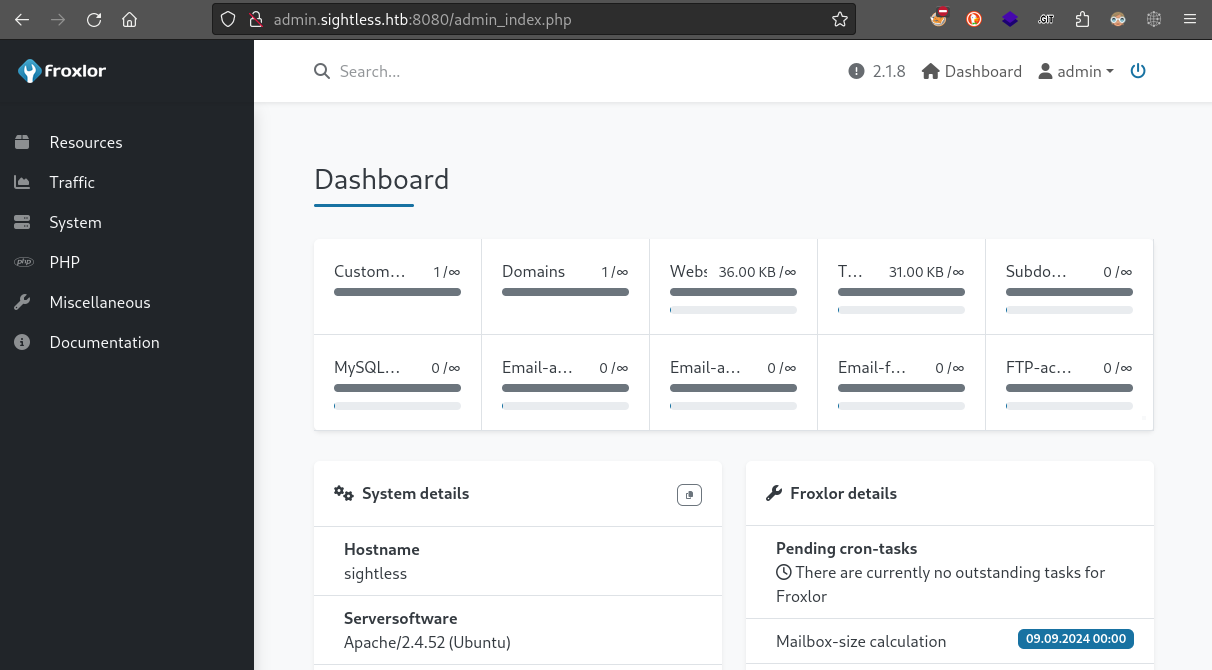 admin.sightless.htb:8080/admin_index.php
.GIT
froxlor
Search...
2.1.8
Dashboard
admin
Resources
Traffic
System
php PHP
Miscellaneous
Documentation
Dashboard
Custom... 1/∞
Domains 1/∞
Webs 36.00 KB/∞
T... 31.00 KB/∞
Subdo... 0/∞
MySQL... 0/∞
Email-a... 0/∞
Email-a... 0/∞
Email-f... 0/∞
FTP-ac... 0/∞
System details
Hostname
sightless
Serversoftware
Apache/2.4.52 (Ubuntu)
Froxlor details
Pending cron-tasks
There are currently no outstanding tasks for
Froxlor
Mailbox-size calculation 09.09.2024 00:00